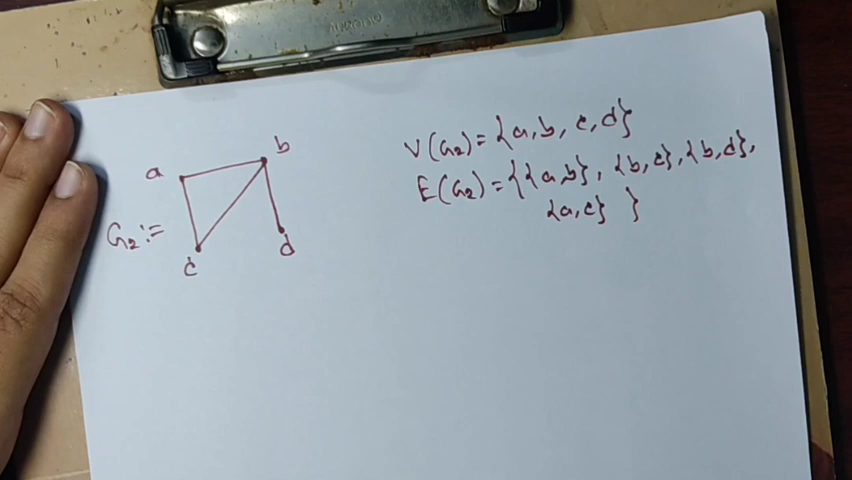 a
b
G₂:=
c
d
V(G₂)={a,b,c,d}
E(G₂)={{a,b}, {b,c},{b,d},
{a,c} }